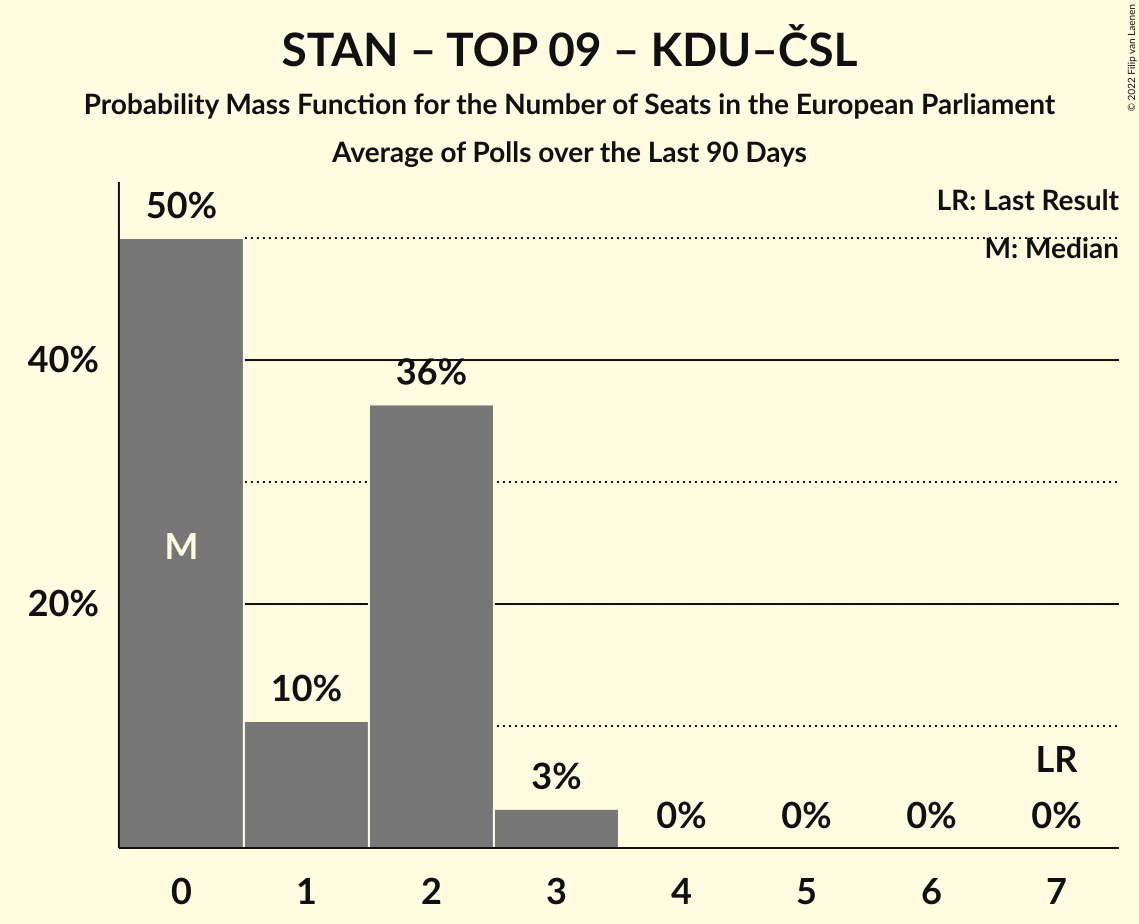 STAN – TOP 09 – KDU–ČSL
Probability Mass Function for the Number of Seats in the European Parliament
Average of Polls over the Last 90 Days
© 2022 Filip van Laenen
LR: Last Result
M: Median
50%
40%
36%
M
20%
10%
3%
LR
0% 0% 0% 0%
0 1 2 3 4 5 6 7